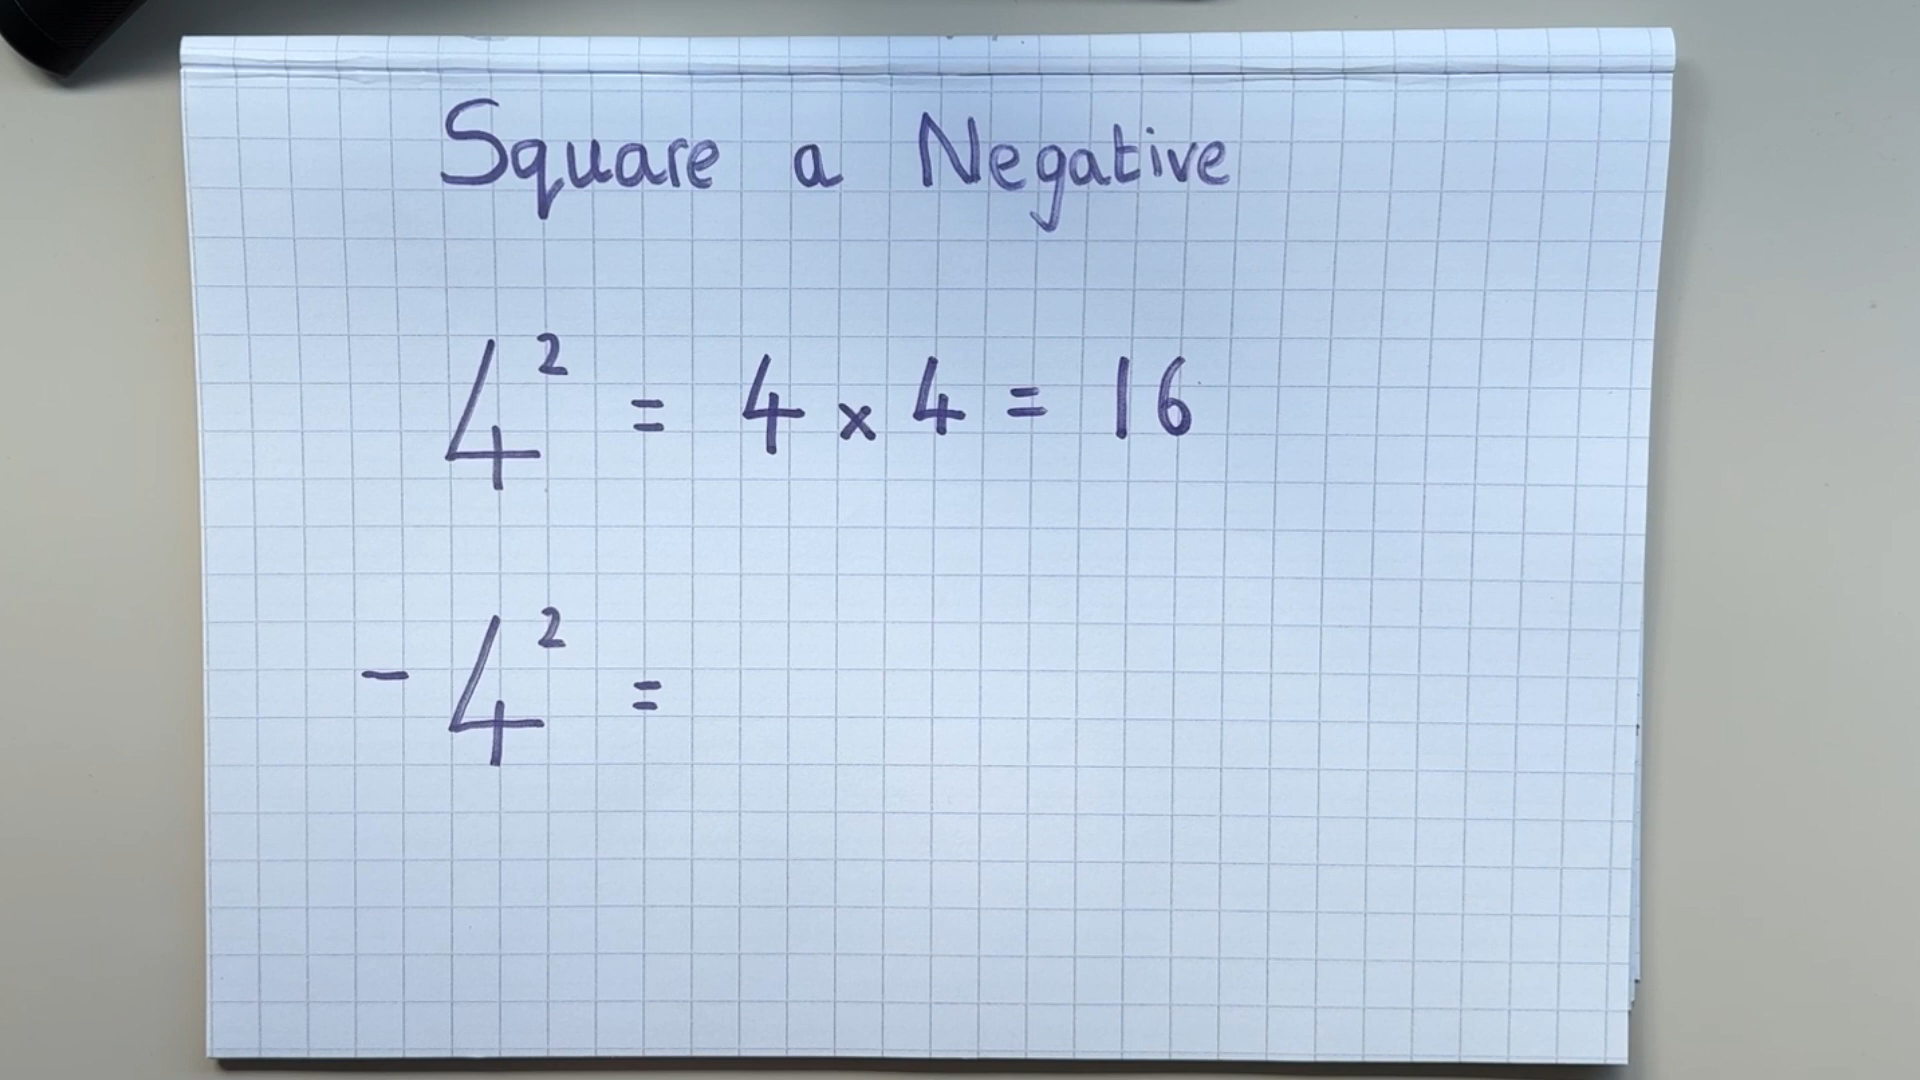 Square a Negative
4² = 4 × 4 = 16
- 4² =